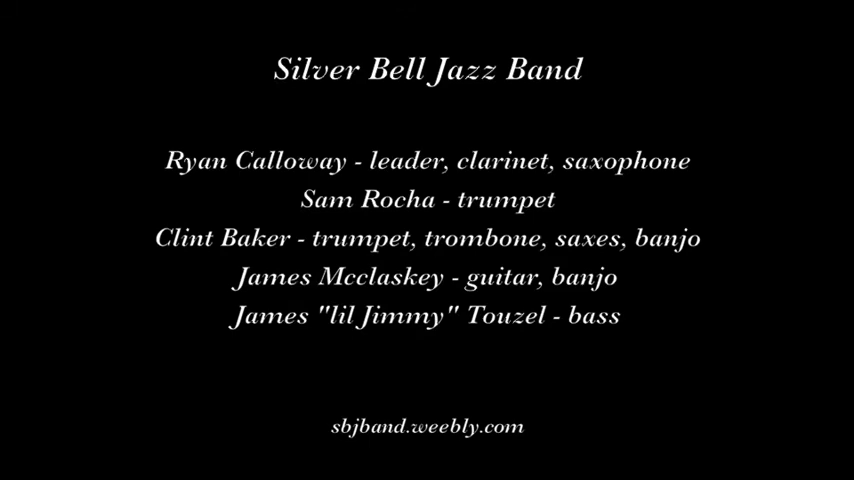 Silver Bell Jazz Band
Ryan Calloway - leader, clarinet, saxophone
Sam Rocha - trumpet
Clint Baker - trumpet, trombone, saxes, banjo
James Mcclaskey - guitar, banjo
James "lil Jimmy" Touzel - bass
sbjband.weebly.com